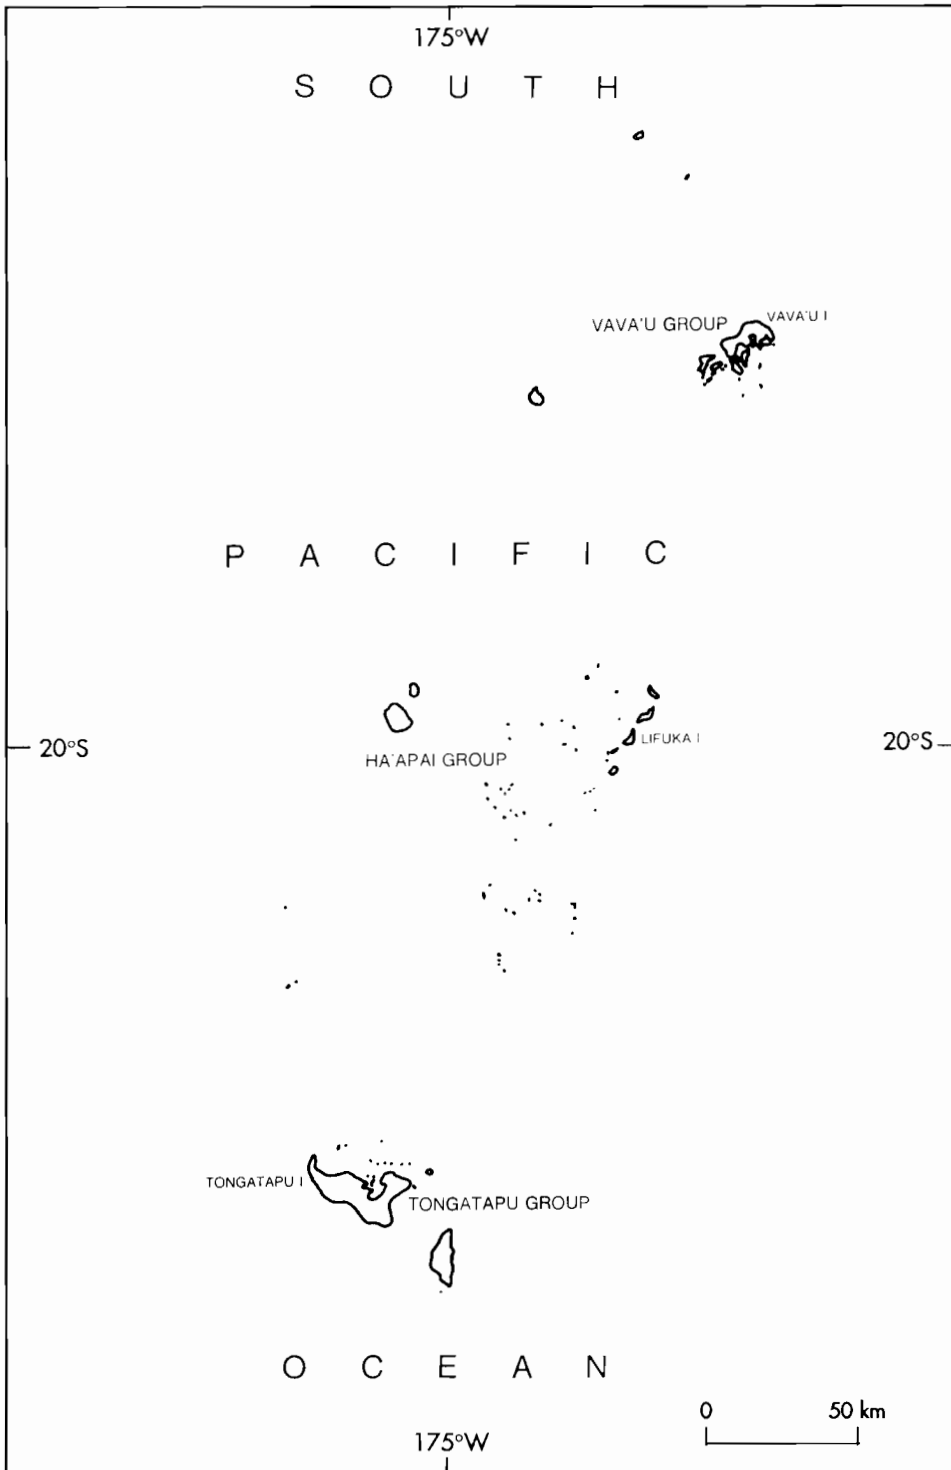 175°W
S O U T H
VAVA'U GROUP
VAVA'U I
P A C I F I C
20°S
20°S
LIFUKA I
HA'APAI GROUP
TONGATAPU I
TONGATAPU GROUP
O C E A N
0 50 km
175°W